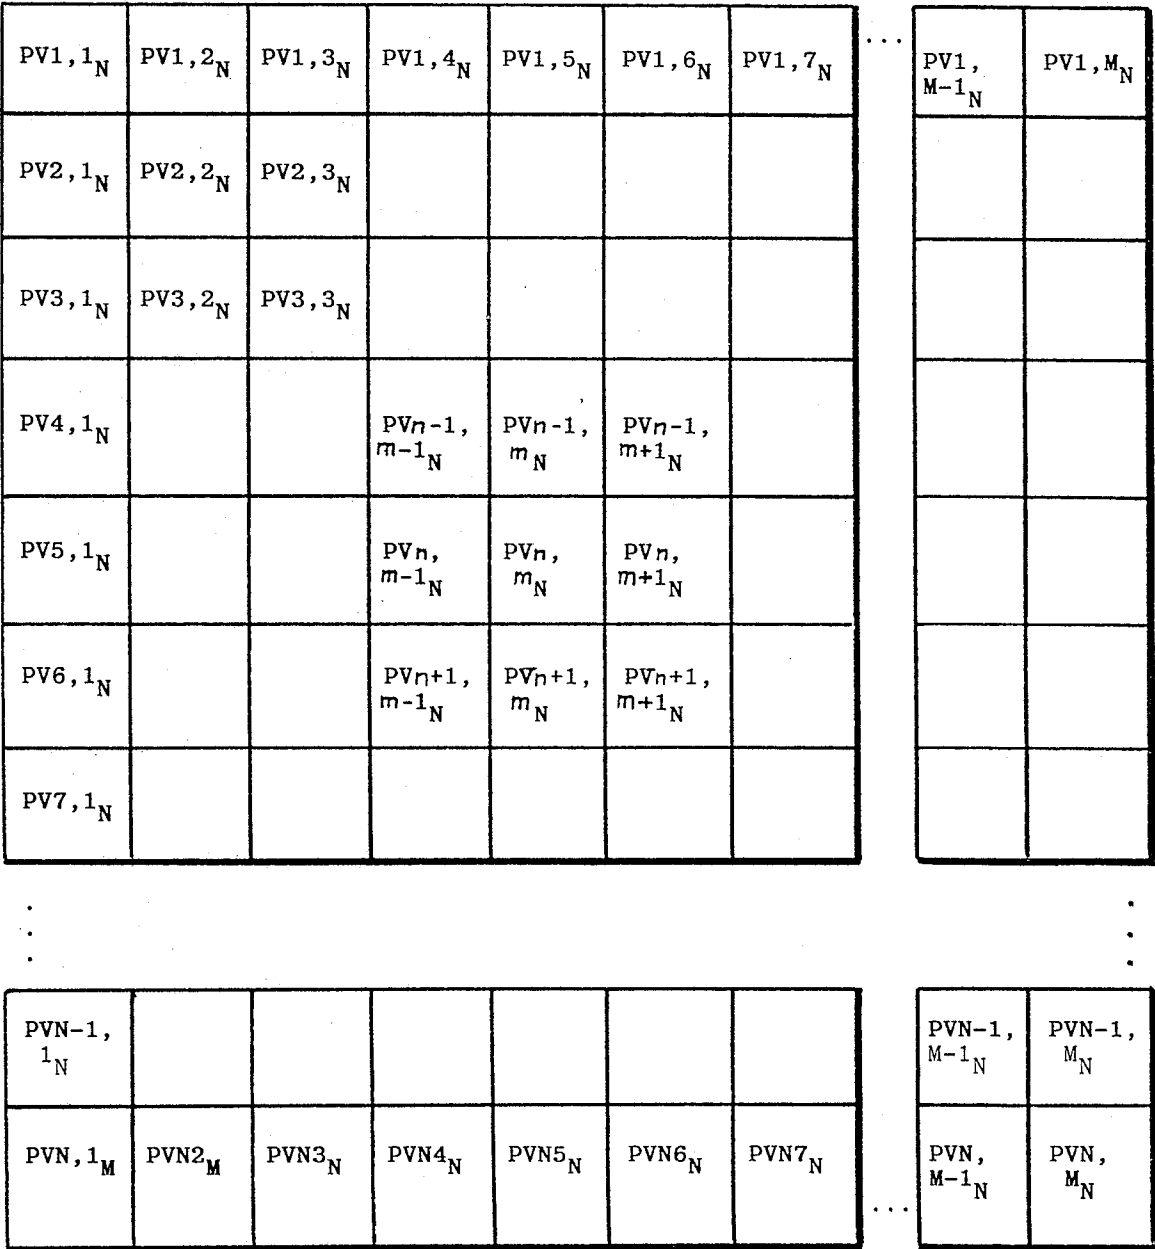 PV1,1N PV1,2N PV1,3N PV1,4N PV1,5N PV1,6N PV1,7N ... PV1, M-1N PV1,MN
PV2,1N PV2,2N PV2,3N
PV3,1N PV3,2N PV3,3N
PV4,1N PVn-1, m-1N PVn-1, mN PVn-1, m+1N
PV5,1N PVn, m-1N PVn, mN PVn, m+1N
PV6,1N PVn+1, m-1N PVn+1, mN PVn+1, m+1N
PV7,1N
PVN-1, 1N PVN-1, M-1N PVN-1, MN
PVN,1M PVN2M PVN3N PVN4N PVN5N PVN6N PVN7N ... PVN, M-1N PVN, MN